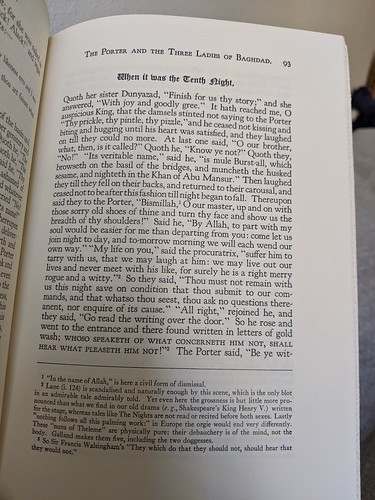 THE PORTER AND THE THREE LADIES OF BAGHDAD. 93
When it was the Tenth Night,
Quoth her sister Dunyazad, "Finish for us thy story;" and she
answered, "With joy and goodly gree." It hath reached me, O
auspicious King, that the damsels stinted not saying to the Porter
"Thy prickle, thy pintle, thy pizzle," and he ceased not kissing and
biting and hugging until his heart was satisfied, and they laughed
on till they could no more. At last one said, "O our brother,
what, then, is it called?" Quoth he, "Know ye not?" Quoth they,
"No!" "Its veritable name," said he, "is mule Burst-all, which
browseth on the basil of the bridges, and muncheth the husked
sesame, and nighteth in the Khan of Abu Mansur." Then laughed
they till they fell on their backs, and returned to their carousal, and
ceased not to be after this fashion till night began to fall. Thereupon
said they to the Porter, "Bismillah,¹ O our master, up and on with
those sorry old shoes of thine and turn thy face and show us the
breadth of thy shoulders!" Said he, "By Allah, to part with my
soul would be easier for me than departing from you: come let us
join night to day, and to-morrow morning we will each wend our
own way." "My life on you," said the procuratrix, "suffer him to
tarry with us, that we may laugh at him: we may live out our
lives and never meet with his like, for surely he is a right merry
rogue and a witty."² So they said, "Thou must not remain with
us this night save on condition that thou submit to our com-
mands, and that whatso thou seest, thou ask no questions there-
anent, nor enquire of its cause." "All right," rejoined he, and
they said, "Go read the writing over the door." So he rose and
went to the entrance and there found written in letters of gold
wash; WHOSO SPEAKETH OF WHAT CONCERNETH HIM NOT, SHALL
HEAR WHAT PLEASETH HIM NOT!"³ The Porter said, "Be ye wit-
¹ "In the name of Allah," is here a civil form of dismissal.
² Lane (i. 124) is scandalised and naturally enough by this scene, which is the only blot
in an admirable tale admirably told. Yet even here the grossness is but little more pro-
nounced than what we find in our old drama (e. g., Shakespeare's King Henry V.) written
for the stage, whereas tales like The Nights are not read or recited before both sexes. Lastly
"nothing follows all this palming work:" in Europe the orgie would end very differently.
These "nuns of Theleme" are physically pure: their debauchery is of the mind, not the
body. Galland makes them five, including the two doggesses.
³ So Sir Francis Walsingham's "They which do that they should not, should hear that
they would not."